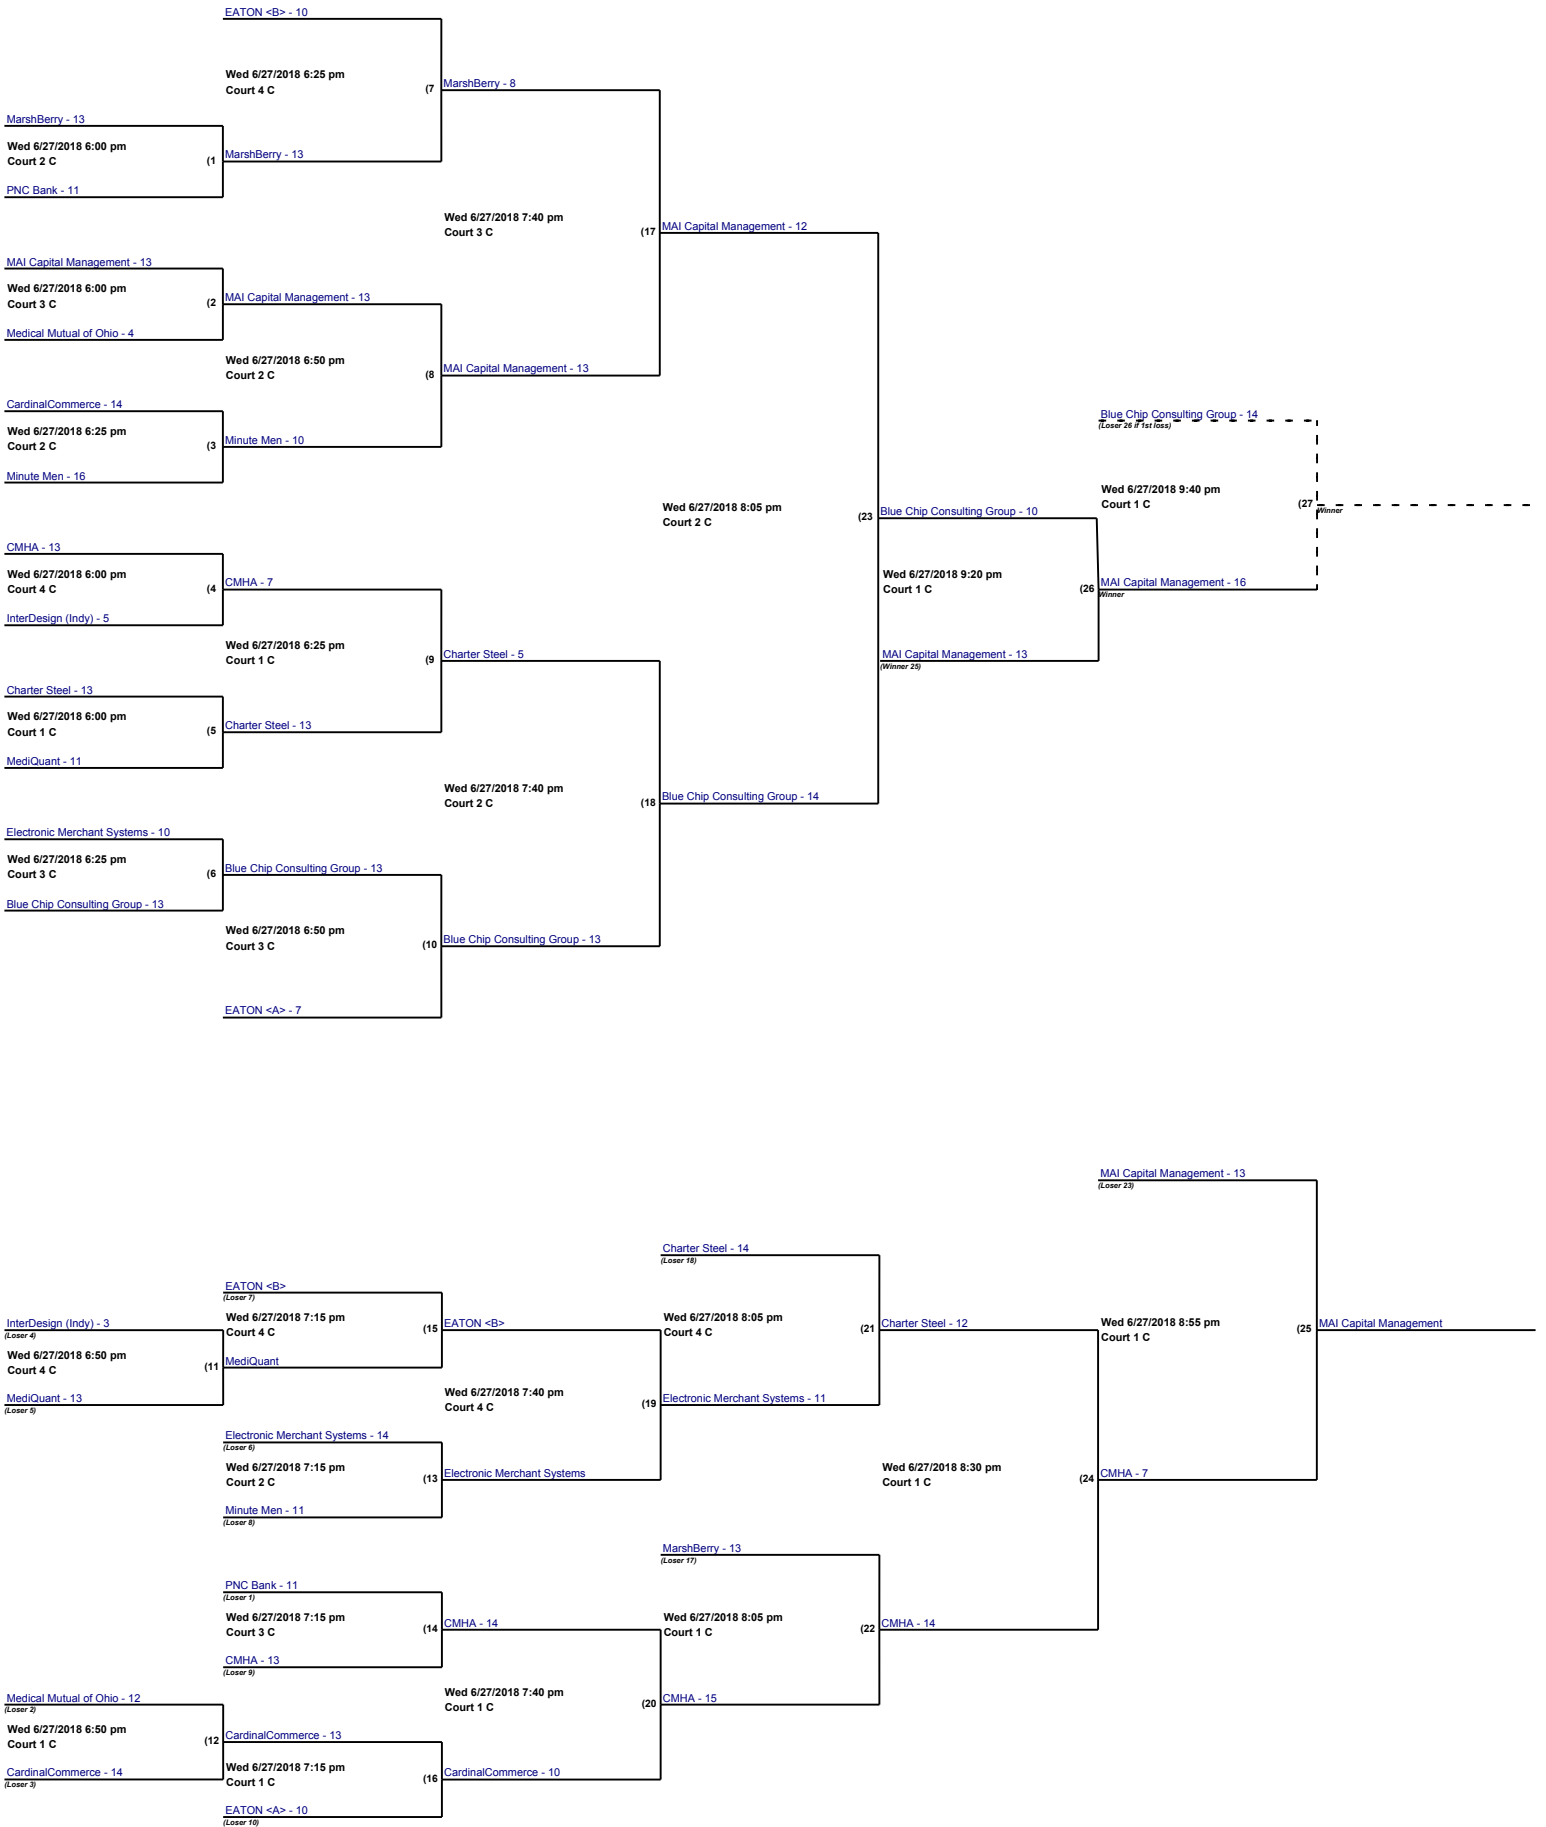 EATON <B> - 10
Wed 6/27/2018 6:25 pm
Court 4 C
(7
MarshBerry - 8
MarshBerry - 13
Wed 6/27/2018 6:00 pm
Court 2 C
(1
MarshBerry - 13
PNC Bank - 11
Wed 6/27/2018 7:40 pm
Court 3 C
(17
MAI Capital Management - 12
MAI Capital Management - 13
Wed 6/27/2018 6:00 pm
Court 3 C
(2
MAI Capital Management - 13
Medical Mutual of Ohio - 4
Wed 6/27/2018 6:50 pm
Court 2 C
(8
MAI Capital Management - 13
CardinalCommerce - 14
Wed 6/27/2018 6:25 pm
Court 2 C
(3
Minute Men - 10
Minute Men - 16
Blue Chip Consulting Group - 14
(Loser 26 if 1st loss)
Wed 6/27/2018 9:40 pm
Court 1 C
(27
Winner
Wed 6/27/2018 8:05 pm
Court 2 C
(23
Blue Chip Consulting Group - 10
CMHA - 13
Wed 6/27/2018 6:00 pm
Court 4 C
(4
CMHA - 7
InterDesign (Indy) - 5
Wed 6/27/2018 9:20 pm
Court 1 C
(26
MAI Capital Management - 16
Winner
Wed 6/27/2018 6:25 pm
Court 1 C
(9
Charter Steel - 5
MAI Capital Management - 13
(Winner 25)
Charter Steel - 13
Wed 6/27/2018 6:00 pm
Court 1 C
(5
Charter Steel - 13
MediQuant - 11
Wed 6/27/2018 7:40 pm
Court 2 C
(18
Blue Chip Consulting Group - 14
Electronic Merchant Systems - 10
Wed 6/27/2018 6:25 pm
Court 3 C
(6
Blue Chip Consulting Group - 13
Blue Chip Consulting Group - 13
Wed 6/27/2018 6:50 pm
Court 3 C
(10
Blue Chip Consulting Group - 13
EATON <A> - 7
MAI Capital Management - 13
(Loser 23)
Charter Steel - 14
(Loser 18)
EATON <B>
(Loser 7)
InterDesign (Indy) - 3
(Loser 4)
Wed 6/27/2018 7:15 pm
Court 4 C
(15
EATON <B>
Wed 6/27/2018 8:05 pm
Court 4 C
(21
Charter Steel - 12
Wed 6/27/2018 8:55 pm
Court 1 C
(25
MAI Capital Management
Wed 6/27/2018 6:50 pm
Court 4 C
(11
MediQuant
MediQuant - 13
(Loser 5)
Wed 6/27/2018 7:40 pm
Court 4 C
(19
Electronic Merchant Systems - 11
Electronic Merchant Systems - 14
(Loser 6)
Wed 6/27/2018 7:15 pm
Court 2 C
(13
Electronic Merchant Systems
Minute Men - 11
(Loser 8)
Wed 6/27/2018 8:30 pm
Court 1 C
(24
CMHA - 7
MarshBerry - 13
(Loser 17)
PNC Bank - 11
(Loser 1)
Wed 6/27/2018 7:15 pm
Court 3 C
(14
CMHA - 14
Wed 6/27/2018 8:05 pm
Court 1 C
(22
CMHA - 14
CMHA - 13
(Loser 9)
Wed 6/27/2018 7:40 pm
Court 1 C
(20
CMHA - 15
Medical Mutual of Ohio - 12
(Loser 2)
Wed 6/27/2018 6:50 pm
Court 1 C
(12
CardinalCommerce - 13
CardinalCommerce - 14
(Loser 3)
Wed 6/27/2018 7:15 pm
Court 1 C
(16
CardinalCommerce - 10
EATON <A> - 10
(Loser 10)